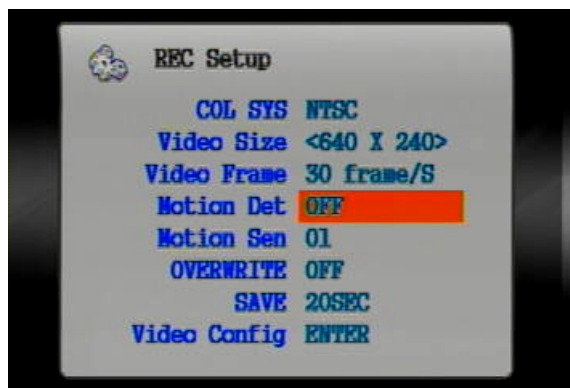 REC Setup
COL SYS NTSC
Video Size <640 X 240>
Video Frame 30 frame/S
Motion Det OFF
Motion Sen 01
OVERWRITE OFF
SAVE 20SEC
Video Config ENTER